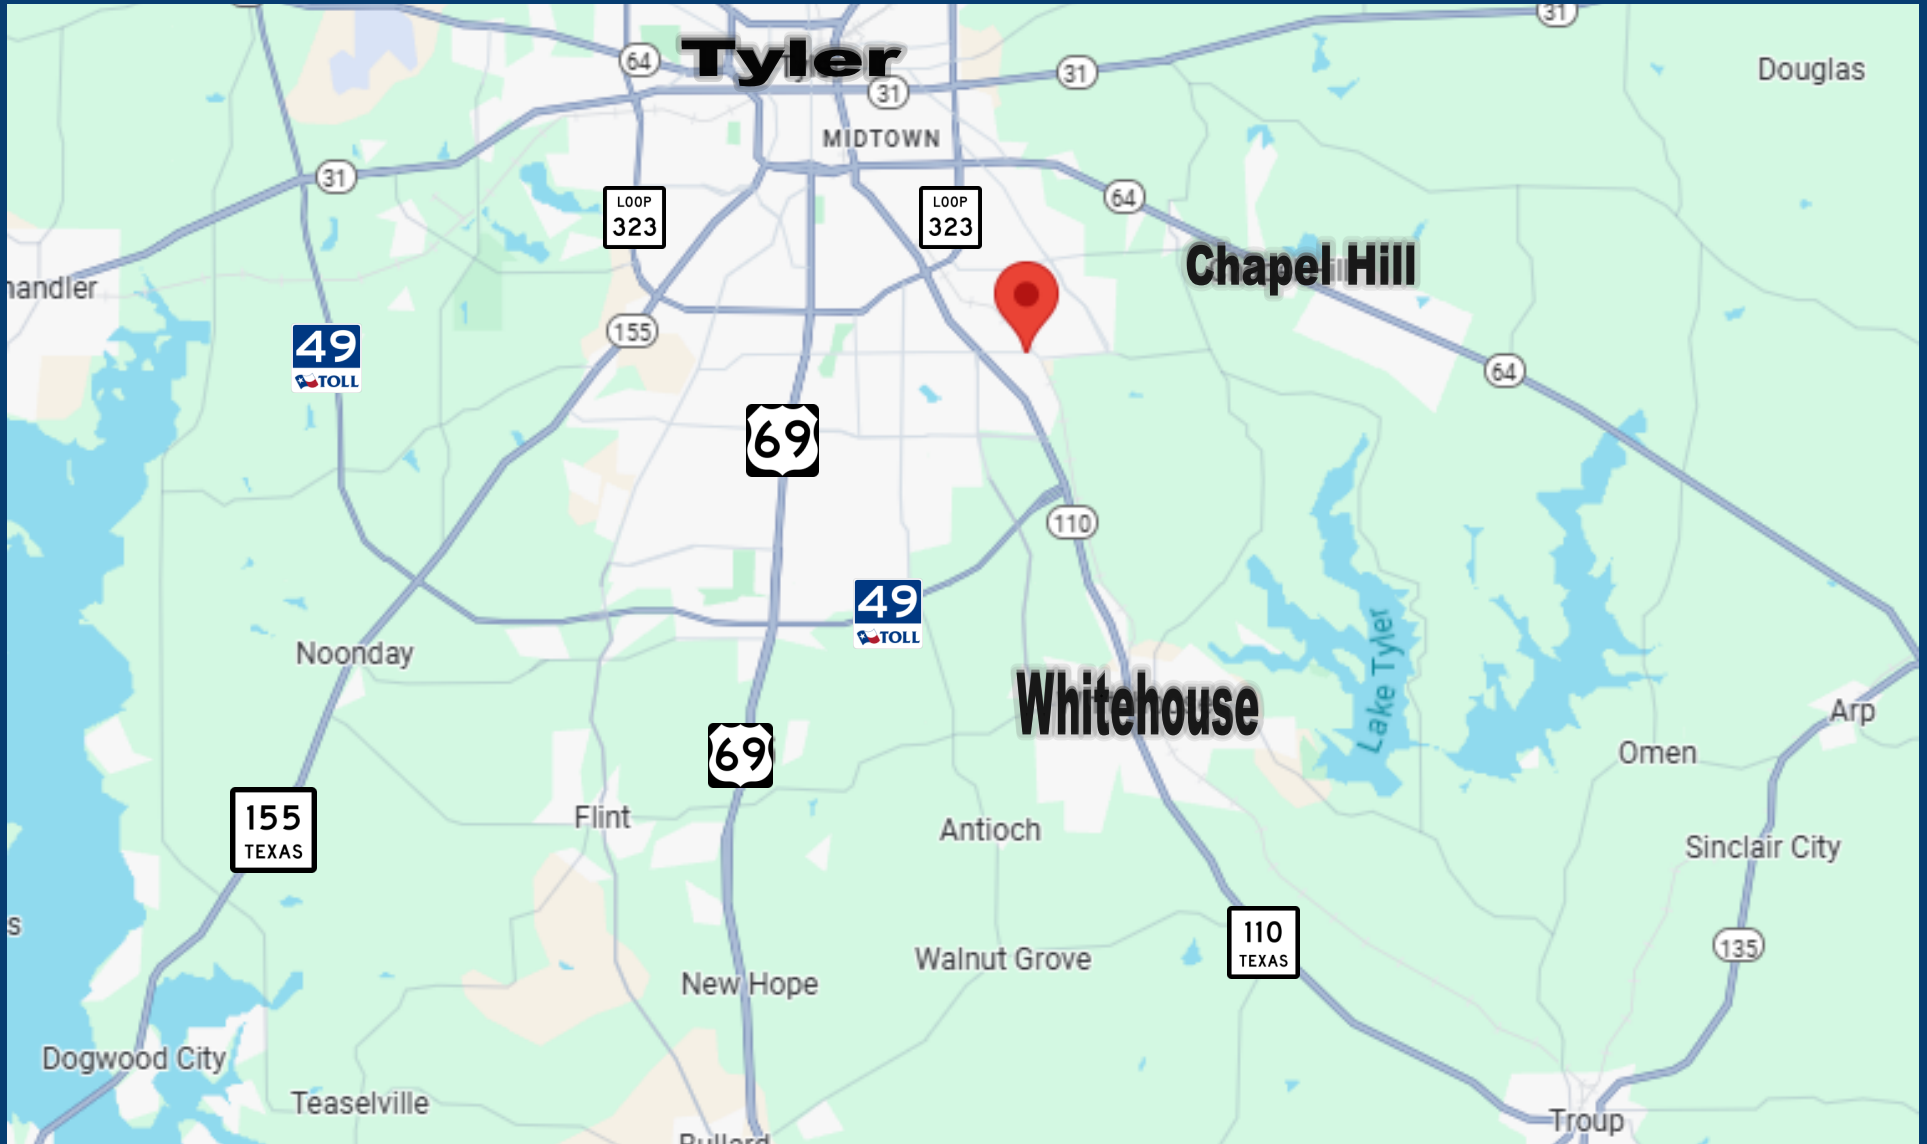 31
Douglas
64
Tyler
31
31
MIDTOWN
31
LOOP
323
LOOP
323
64
Chapel Hill
handler
155
49
TOLL
64
69
110
49
TOLL
Noonday
Lake Tyler
Whitehouse
Arp
69
Omen
155
TEXAS
Flint
Antioch
Sinclair City
s
110
TEXAS
135
Walnut Grove
New Hope
Dogwood City
Teaselville
Troup
Bullard